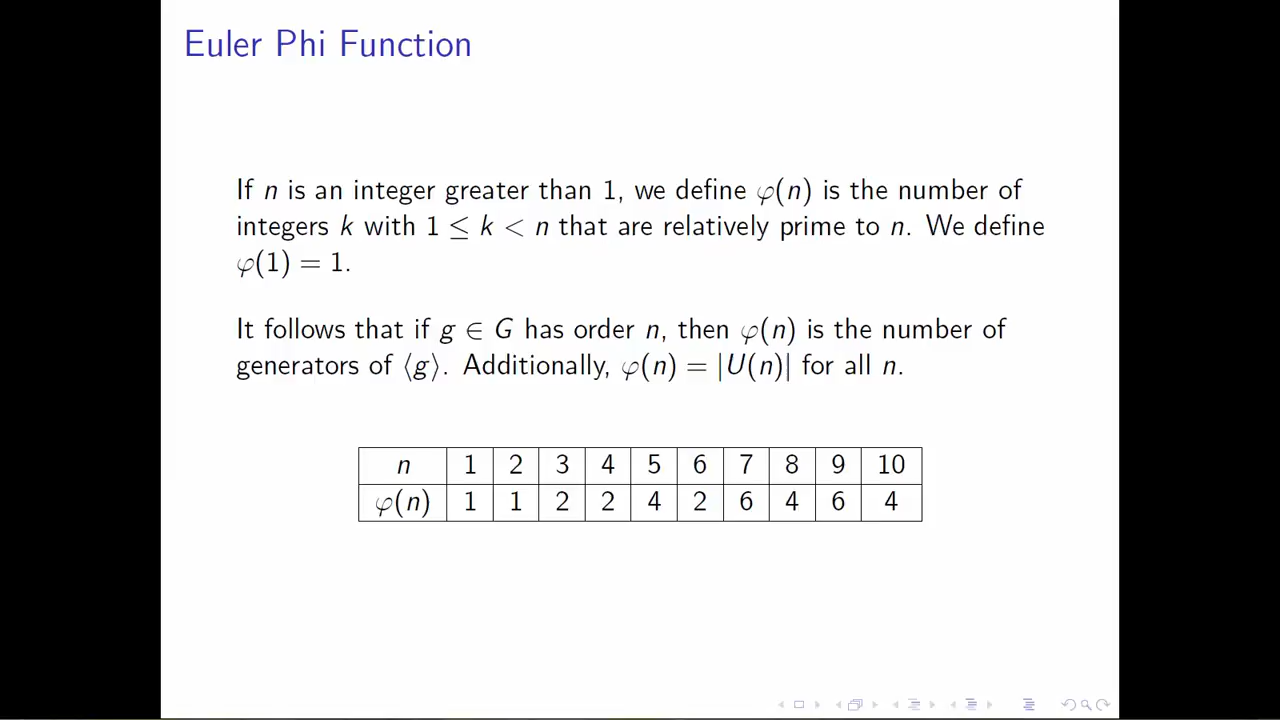 Euler Phi Function
If n is an integer greater than 1, we define φ(n) is the number of
integers k with 1 ≤ k < n that are relatively prime to n. We define
φ(1) = 1.
It follows that if g ∈ G has order n, then φ(n) is the number of
generators of ⟨g⟩. Additionally, φ(n) = |U(n)| for all n.
n 1 2 3 4 5 6 7 8 9 10
φ(n) 1 1 2 2 4 2 6 4 6 4